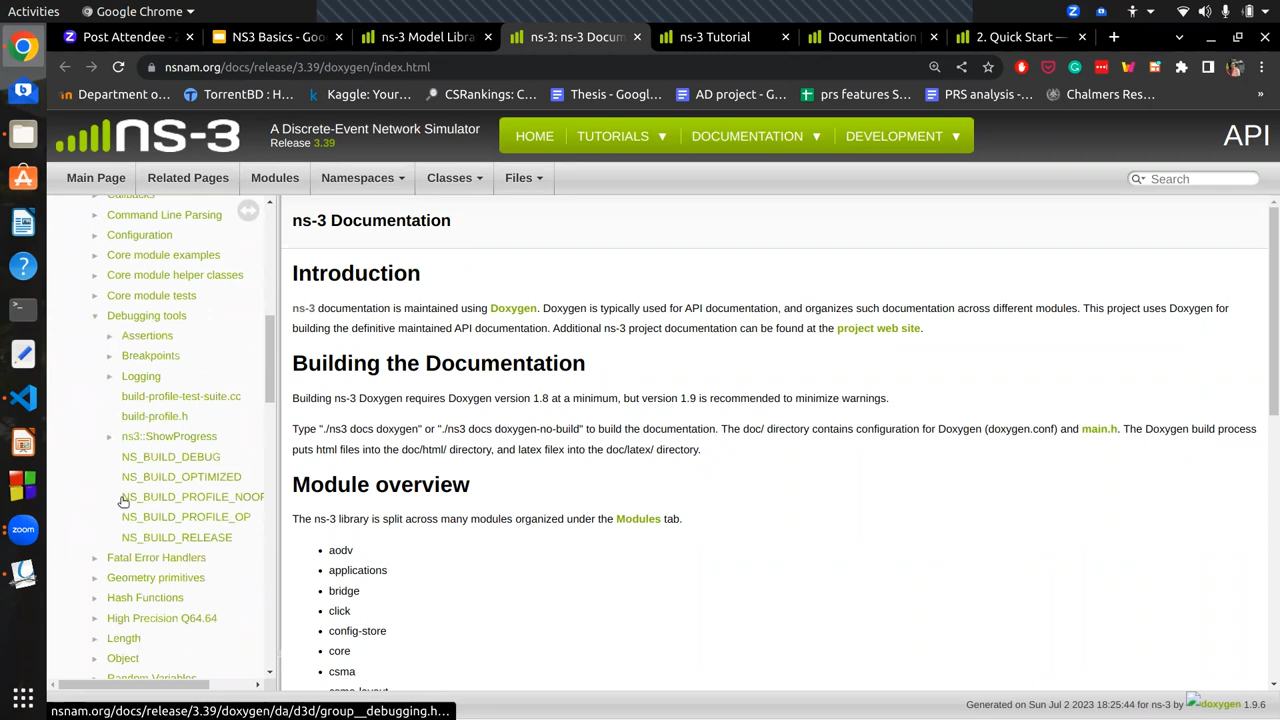 Activities
Google Chrome
Post Attendee -
NS3 Basics - Goo
ns-3 Model Libra
ns-3: ns-3 Docum
ns-3 Tutorial
Documentation |
2. Quick Start —
nsnam.org/docs/release/3.39/doxygen/index.html
Department o...
TorrentBD : H...
Kaggle: Your...
CSRankings: C...
Thesis - Googl...
AD project - G...
prs features S...
PRS analysis -...
Chalmers Res...
»
ns-3
A Discrete-Event Network Simulator
Release 3.39
HOME
TUTORIALS
DOCUMENTATION
DEVELOPMENT
API
Main Page
Related Pages
Modules
Namespaces
Classes
Files
Search
Callbacks
Command Line Parsing
Configuration
Core module examples
Core module helper classes
Core module tests
Debugging tools
Assertions
Breakpoints
Logging
build-profile-test-suite.cc
build-profile.h
ns3::ShowProgress
NS_BUILD_DEBUG
NS_BUILD_OPTIMIZED
NS_BUILD_PROFILE_NOOP
NS_BUILD_PROFILE_OP
NS_BUILD_RELEASE
Fatal Error Handlers
Geometry primitives
Hash Functions
High Precision Q64.64
Length
Object
Random Variables
ns-3 Documentation
Introduction
ns-3 documentation is maintained using Doxygen. Doxygen is typically used for API documentation, and organizes such documentation across different modules. This project uses Doxygen for
building the definitive maintained API documentation. Additional ns-3 project documentation can be found at the project web site.
Building the Documentation
Building ns-3 Doxygen requires Doxygen version 1.8 at a minimum, but version 1.9 is recommended to minimize warnings.
Type "./ns3 docs doxygen" or "./ns3 docs doxygen-no-build" to build the documentation. The doc/ directory contains configuration for Doxygen (doxygen.conf) and main.h. The Doxygen build process
puts html files into the doc/html/ directory, and latex filex into the doc/latex/ directory.
Module overview
The ns-3 library is split across many modules organized under the Modules tab.
• aodv
• applications
• bridge
• click
• config-store
• core
• csma
• csma-layout
zoom
nsnam.org/docs/release/3.39/doxygen/da/d3d/group__debugging.h...
Generated on Sun Jul 2 2023 18:25:44 for ns-3 by doxygen 1.9.6